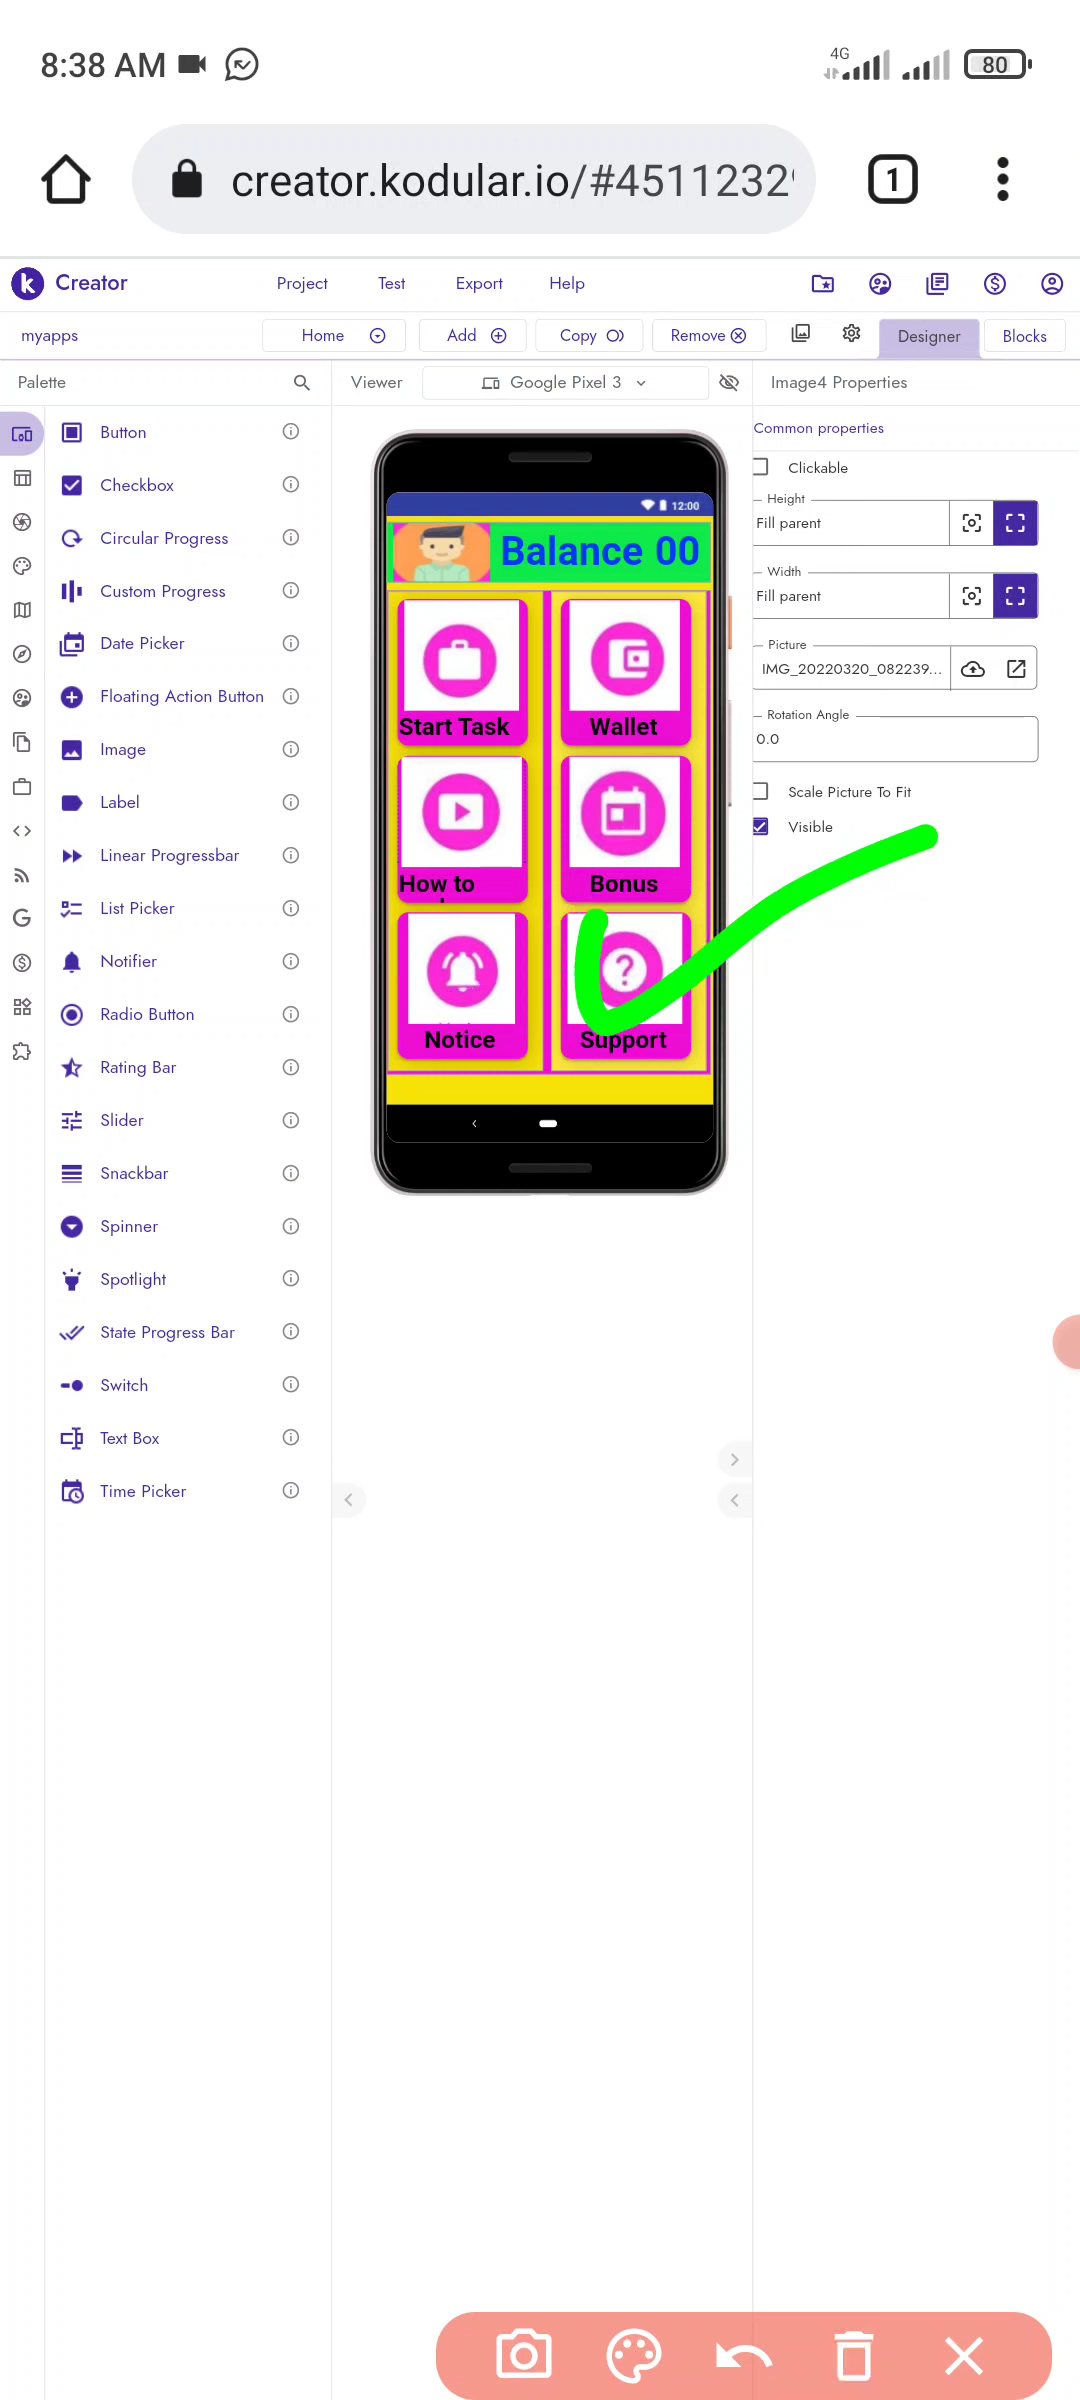 8:38 AM
4G
80
creator.kodular.io/#4511232
1
Creator
Project
Test
Export
Help
myapps
Home
Add
Copy
Remove
Designer
Blocks
Palette
Viewer
Google Pixel 3
Image4 Properties
Button
Checkbox
Circular Progress
Custom Progress
Date Picker
Floating Action Button
Image
Label
Linear Progressbar
List Picker
Notifier
Radio Button
Rating Bar
Slider
Snackbar
Spinner
Spotlight
State Progress Bar
Switch
Text Box
Time Picker
12:00
Balance 00
Start Task
Wallet
How to
Bonus
Notice
Support
Common properties
Clickable
Height
Fill parent
Width
Fill parent
Picture
IMG_20220320_082239...
Rotation Angle
0.0
Scale Picture To Fit
Visible